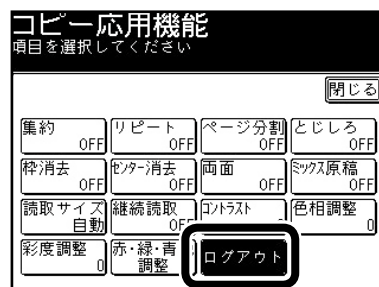 コピー応用機能
項目を選択してください
閉じる
集約 OFF
リピート OFF
ページ分割 OFF
とじしろ OFF
枠消去 OFF
センター消去 OFF
両面 OFF
ミックス原稿 OFF
読取サイズ 自動
継続読取 OFF
コントラスト
色相調整 0
彩度調整 0
赤・緑・青 調整
ログアウト